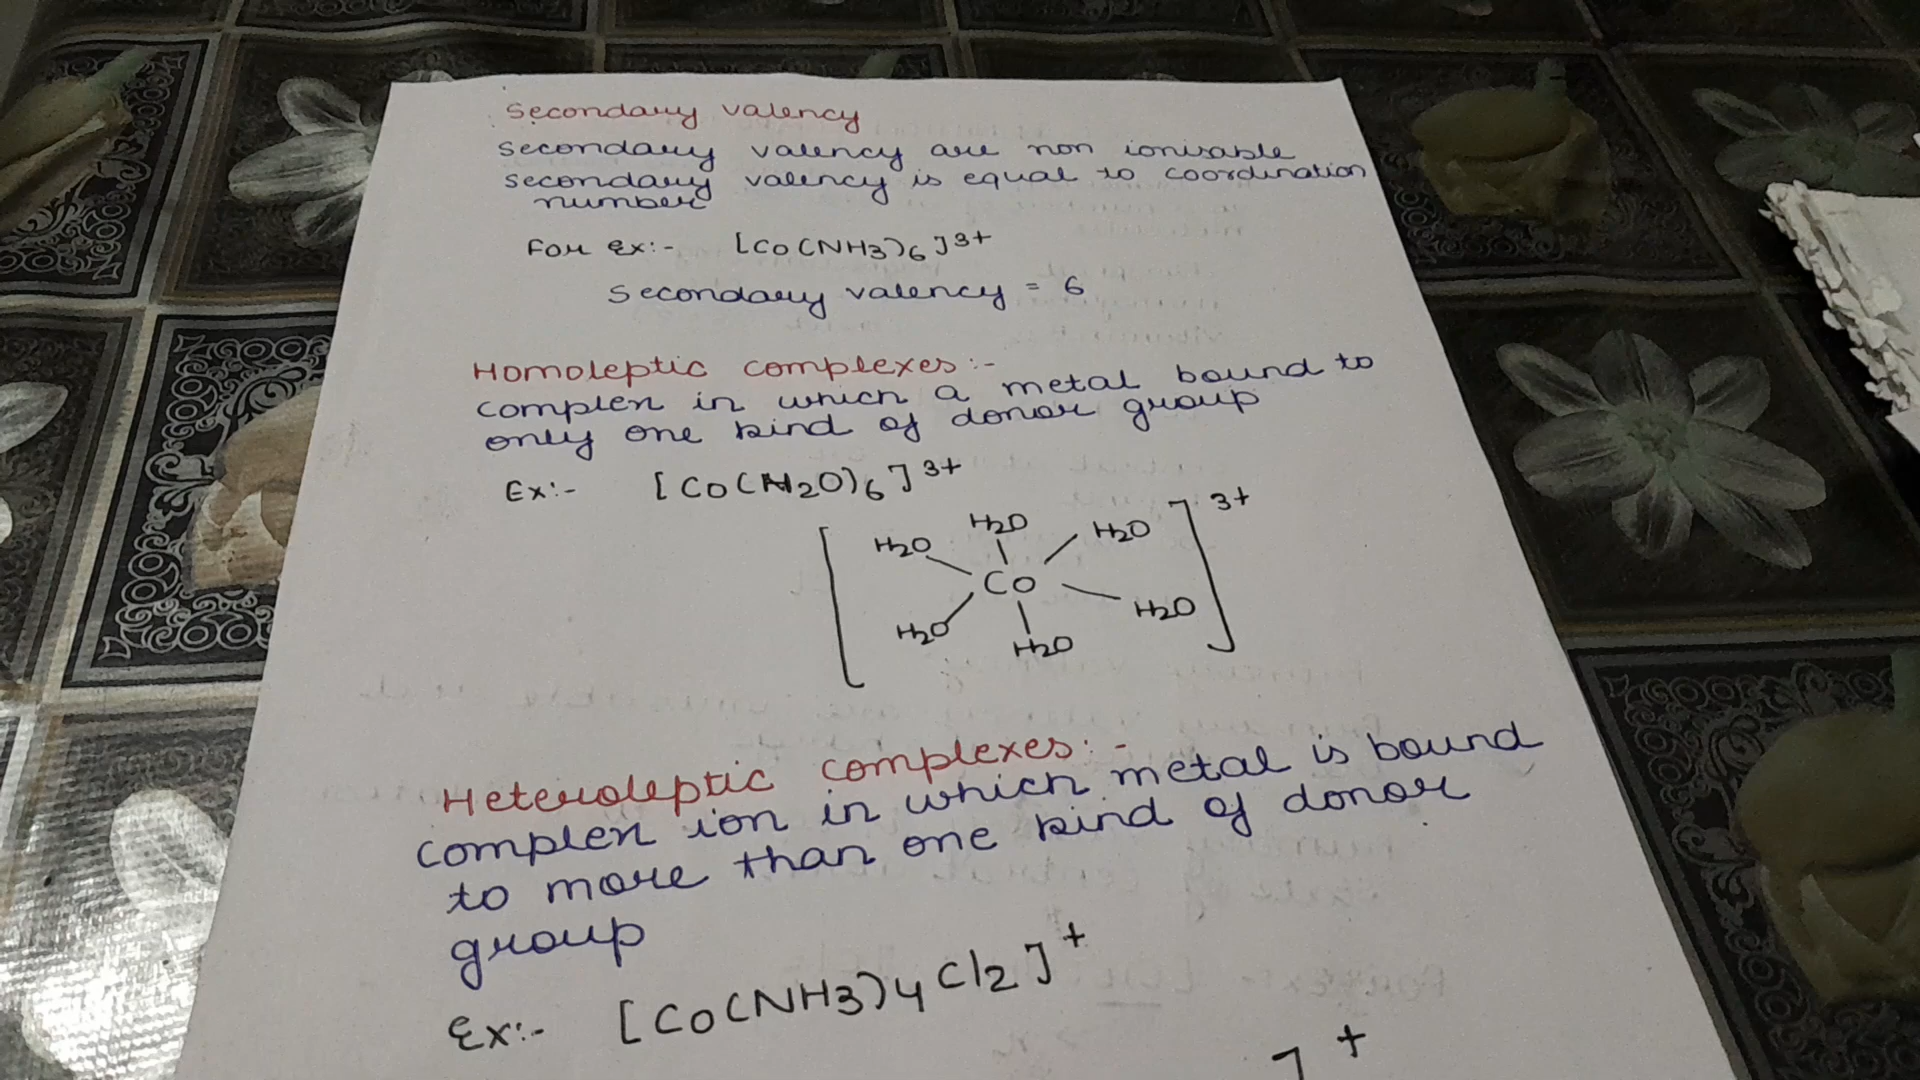 Secondary valency
Secondary valency are non ionisable
secondary valency is equal to coordination
number
For Ex:- [Co(NH3)6]3+
Secondary valency = 6
Homoleptic complexes:-
complex in which a metal bound to
only one kind of donor group
Ex:- [Co(H2O)6]3+
H2O H2O H2O ] 3+
[ Co
H2O H2O H2O
Heteroleptic complexes:-
complex ion in which metal is bound
to more than one kind of donor
group
Ex:- [Co(NH3)4Cl2]+
] +